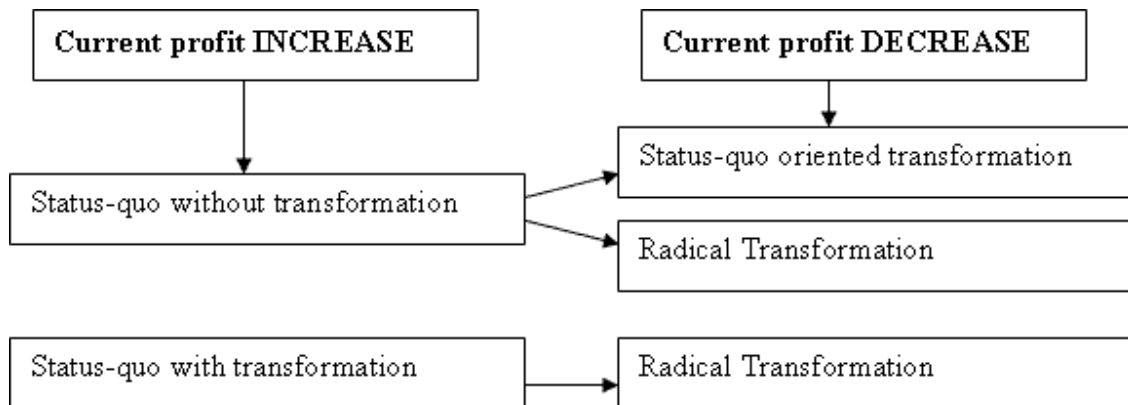 Current profit INCREASE
Current profit DECREASE
Status-quo oriented transformation
Status-quo without transformation
Radical Transformation
Status-quo with transformation
Radical Transformation